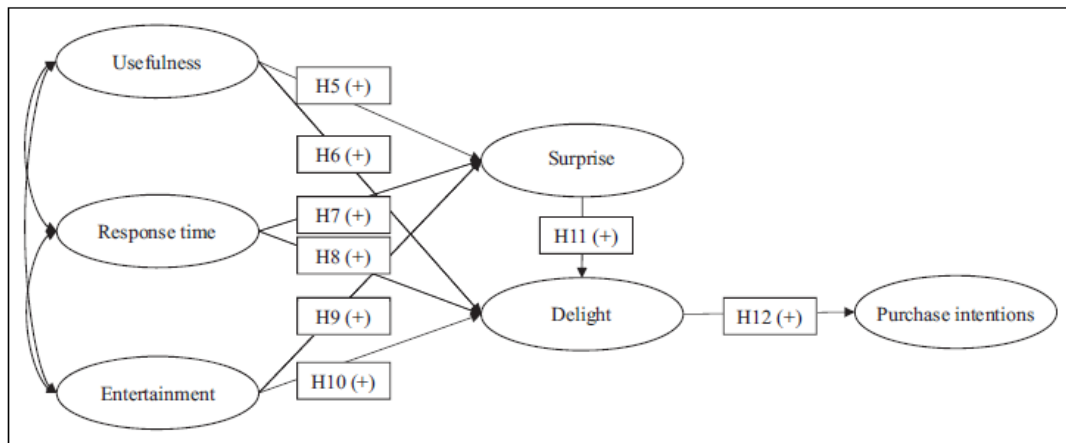 Usefulness
H5 (+)
H6 (+)
Surprise
H7 (+)
Response time
H11 (+)
H8 (+)
H9 (+)
Delight
H12 (+)
Purchase intentions
H10 (+)
Entertainment